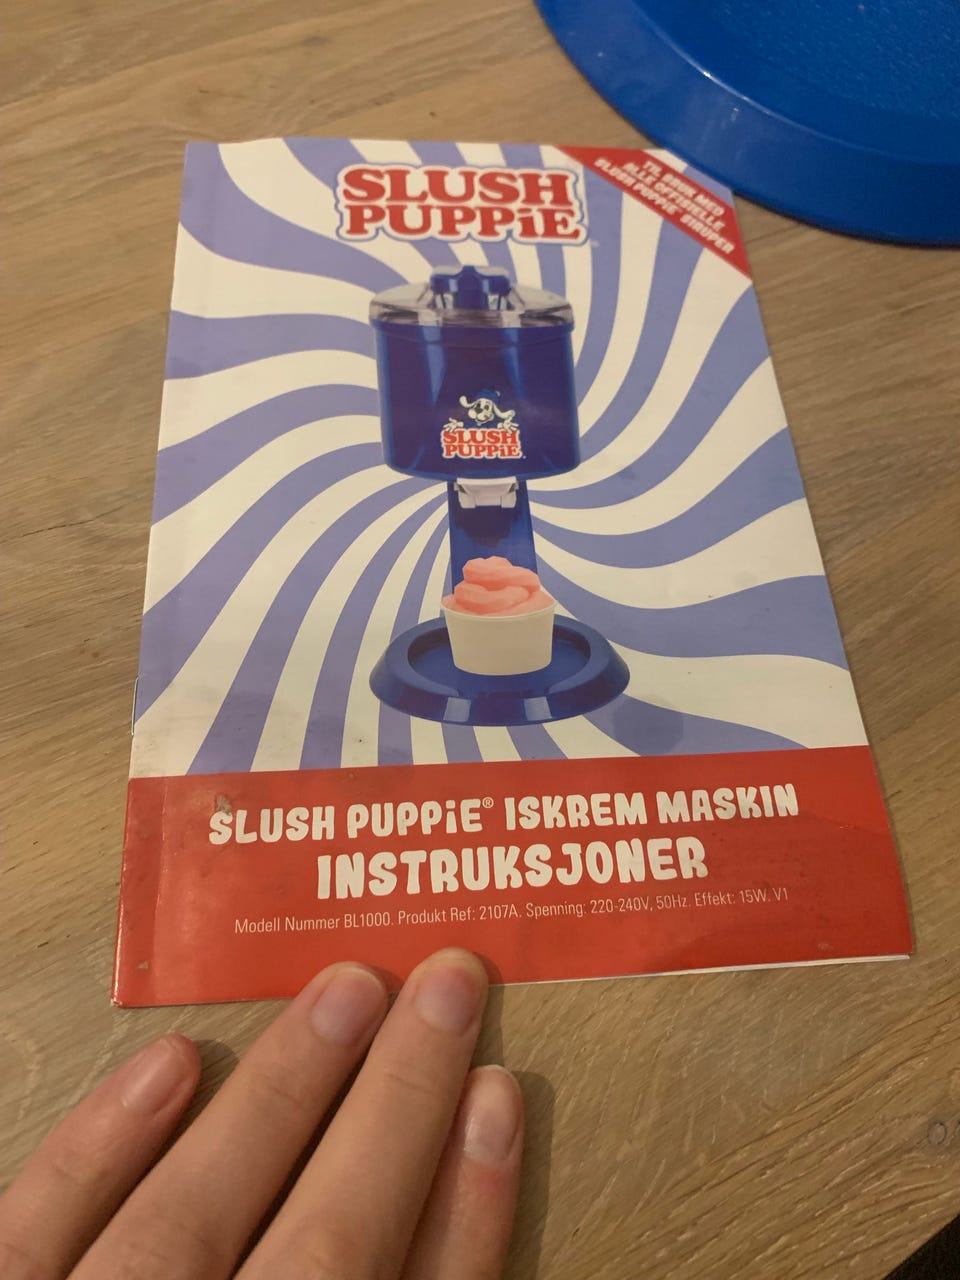 SLUSH
PUPPiE
TIL BRUK MED
ALLE OFFISIELLE
SLUSH PUPPiE® SIRUPER
SLUSH
PUPPiE
SLUSH PUPPiE® ISKREM MASKIN
INSTRUKSJONER
Modell Nummer BL1000. Produkt Ref: 2107A. Spenning: 220-240V, 50Hz. Effekt: 15W. V1